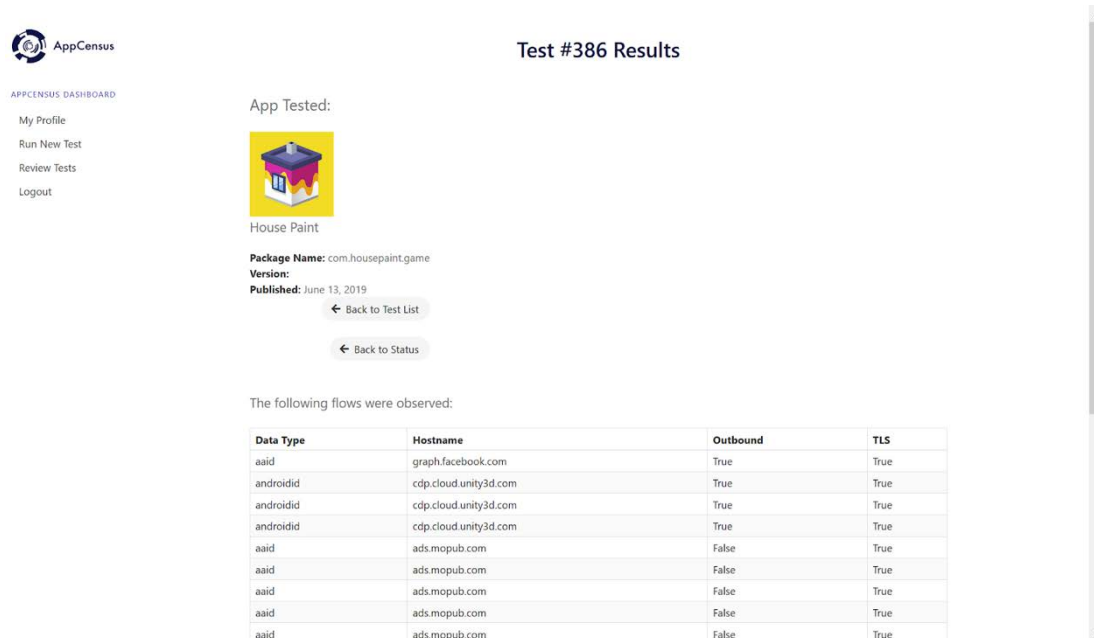 AppCensus
Test #386 Results
APPCENSUS DASHBOARD
My Profile
Run New Test
Review Tests
Logout
App Tested:
House Paint
Package Name: com.housepaint.game
Version:
Published: June 13, 2019
← Back to Test List
← Back to Status
The following flows were observed:
Data Type Hostname Outbound TLS
aaid graph.facebook.com True True
androidid cdp.cloud.unity3d.com True True
androidid cdp.cloud.unity3d.com True True
androidid cdp.cloud.unity3d.com True True
aaid ads.mopub.com False True
aaid ads.mopub.com False True
aaid ads.mopub.com False True
aaid ads.mopub.com False True
aaid ads.mopub.com False True